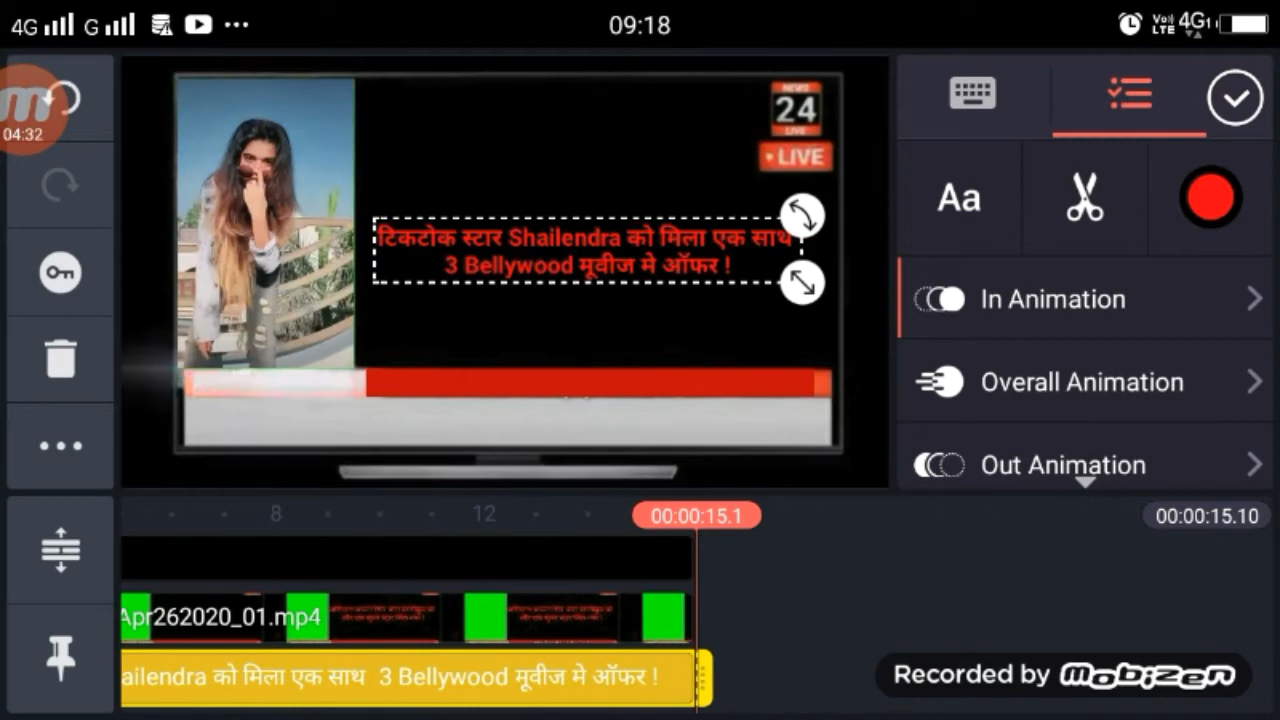 4G G 09:18 Vo)) LTE 4G
04:32
NEWS
24
LIVE
LIVE
टिकटोक स्टार Shailendra को मिला एक साथ
3 Bellywood मूवीज मे ऑफर !
Aa
In Animation
Overall Animation
Out Animation
8 12 00:00:15.1 00:00:15.10
Apr262020_01.mp4
ailendra को मिला एक साथ 3 Bellywood मूवीज मे ऑफर !
Recorded by mobizen